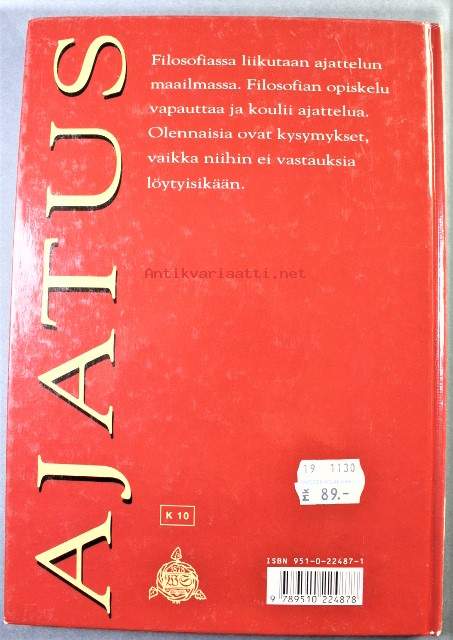 AJATUS
Filosofiassa liikutaan ajattelun
maailmassa. Filosofian opiskelu
vapauttaa ja koulii ajattelua.
Olennaisia ovat kysymykset,
vaikka niihin ei vastauksia
löytyisikään.
Antikvariaatti.net
19 1130
Mk 89.-
K 10
ISBN 951-0-22487-1
9 789510 224878